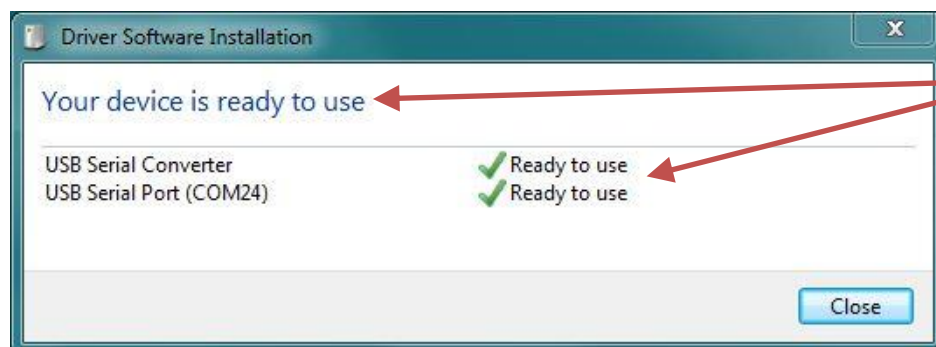 Driver Software Installation
X
Your device is ready to use
USB Serial Converter Ready to use
USB Serial Port (COM24) Ready to use
Close